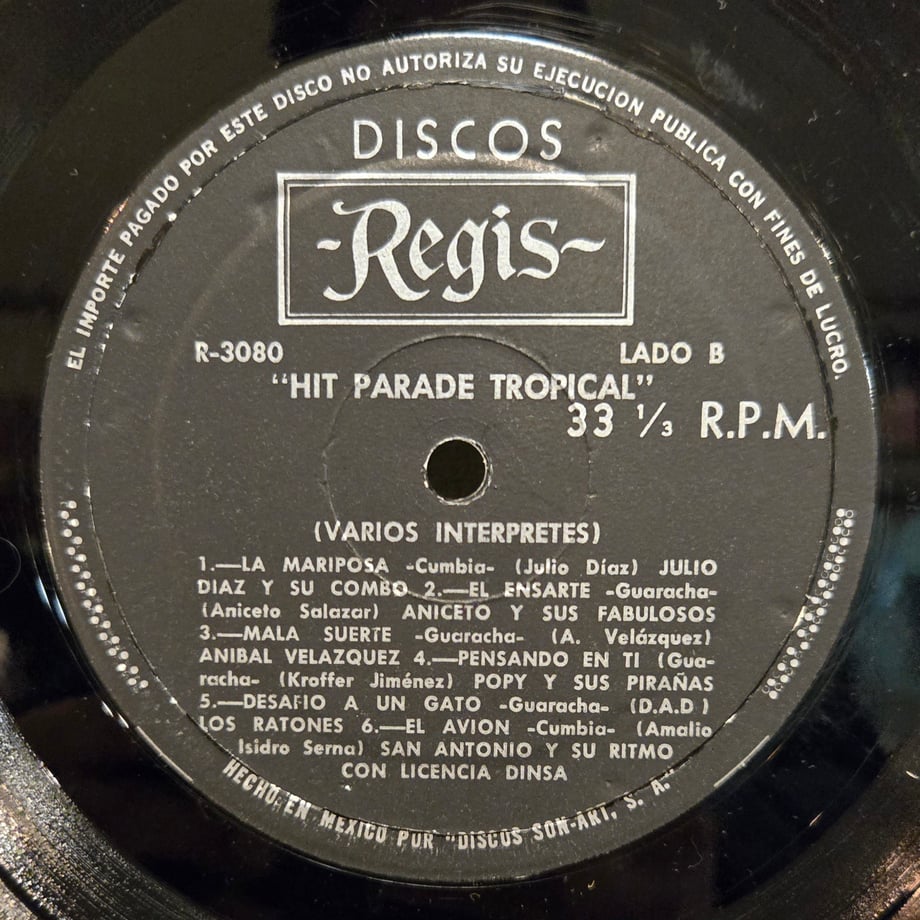 EL IMPORTE PAGADO POR ESTE DISCO NO AUTORIZA SU EJECUCION PUBLICA CON FINES DE LUCRO.
DISCOS
-Regis-
R-3080 LADO B
"HIT PARADE TROPICAL"
33 1/3 R.P.M.
(VARIOS INTERPRETES)
1.—LA MARIPOSA -Cumbia- (Julio Díaz) JULIO
DIAZ Y SU COMBO 2.—EL ENSARTE -Guaracha-
(Aniceto Salazar) ANICETO Y SUS FABULOSOS
3.—MALA SUERTE -Guaracha- (A. Velázquez)
ANIBAL VELAZQUEZ 4.—PENSANDO EN TI (Gua-
racha- (Kroffer Jiménez) POPY Y SUS PIRAÑAS
5.—DESAFIO A UN GATO -Guaracha- (D.A.D)
LOS RATONES 6.—EL AVION -Cumbia- (Amalio
Isidro Serna) SAN ANTONIO Y SU RITMO
CON LICENCIA DINSA
HECHO EN MEXICO POR "DISCOS SON-ART, S. A."